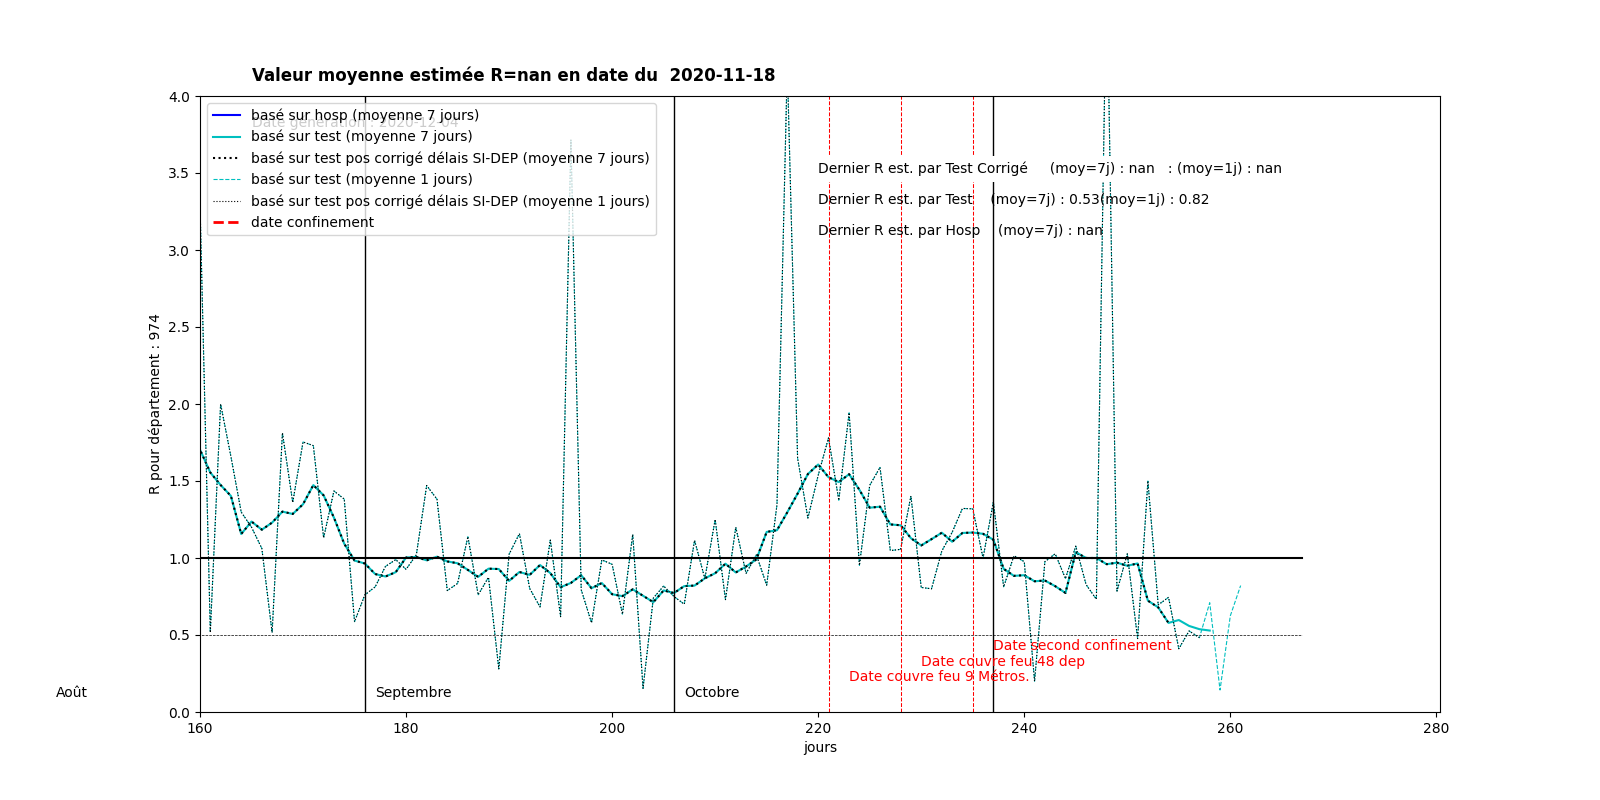 Valeur moyenne estimée R=nan en date du  2020-11-18
Date génération : 2020-12-04
basé sur hosp (moyenne 7 jours)
basé sur test (moyenne 7 jours)
basé sur test pos corrigé délais SI-DEP (moyenne 7 jours)
basé sur test (moyenne 1 jours)
basé sur test pos corrigé délais SI-DEP (moyenne 1 jours)
date confinement
Dernier R est. par Test Corrigé     (moy=7j) : nan   : (moy=1j) : nan
Dernier R est. par Test    (moy=7j) : 0.53(moy=1j) : 0.82
Dernier R est. par Hosp    (moy=7j) : nan
R pour département : 974
4.0
3.5
3.0
2.5
2.0
1.5
1.0
0.5
0.0
Date second confinement
Date couvre feu 48 dep
Date couvre feu 9 Métros.
Août
Septembre
Octobre
160 180 200 220 240 260 280
jours